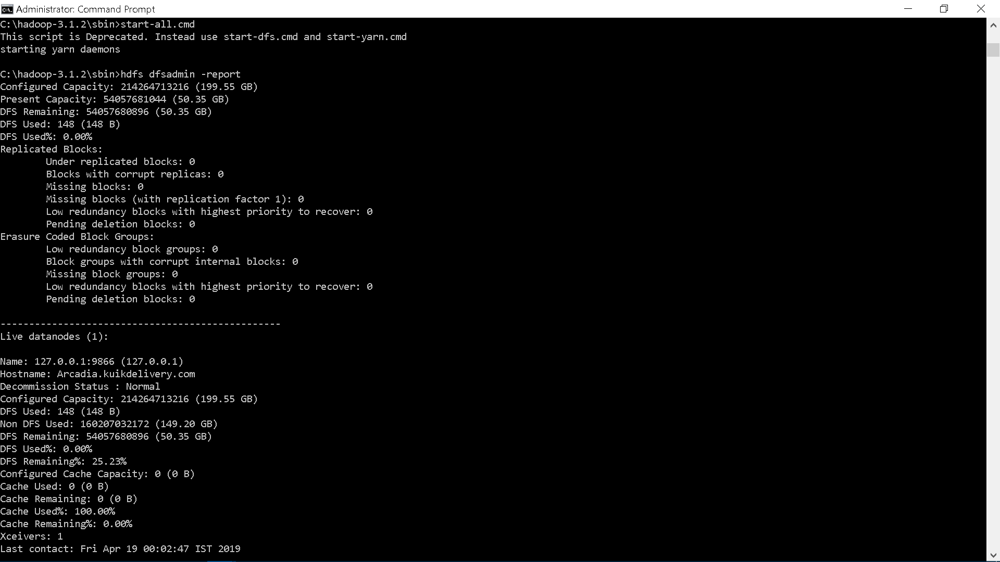 Administrator: Command Prompt
C:\hadoop-3.1.2\sbin>start-all.cmd
This script is Deprecated. Instead use start-dfs.cmd and start-yarn.cmd
starting yarn daemons
C:\hadoop-3.1.2\sbin>hdfs dfsadmin -report
Configured Capacity: 214264713216 (199.55 GB)
Present Capacity: 54057681044 (50.35 GB)
DFS Remaining: 54057680896 (50.35 GB)
DFS Used: 148 (148 B)
DFS Used%: 0.00%
Replicated Blocks:
Under replicated blocks: 0
Blocks with corrupt replicas: 0
Missing blocks: 0
Missing blocks (with replication factor 1): 0
Low redundancy blocks with highest priority to recover: 0
Pending deletion blocks: 0
Erasure Coded Block Groups:
Low redundancy block groups: 0
Block groups with corrupt internal blocks: 0
Missing block groups: 0
Low redundancy blocks with highest priority to recover: 0
Pending deletion blocks: 0
-------------------------------------------------
Live datanodes (1):
Name: 127.0.0.1:9866 (127.0.0.1)
Hostname: Arcadia.kuikdelivery.com
Decommission Status : Normal
Configured Capacity: 214264713216 (199.55 GB)
DFS Used: 148 (148 B)
Non DFS Used: 160207032172 (149.20 GB)
DFS Remaining: 54057680896 (50.35 GB)
DFS Used%: 0.00%
DFS Remaining%: 25.23%
Configured Cache Capacity: 0 (0 B)
Cache Used: 0 (0 B)
Cache Remaining: 0 (0 B)
Cache Used%: 100.00%
Cache Remaining%: 0.00%
Xceivers: 1
Last contact: Fri Apr 19 00:02:47 IST 2019